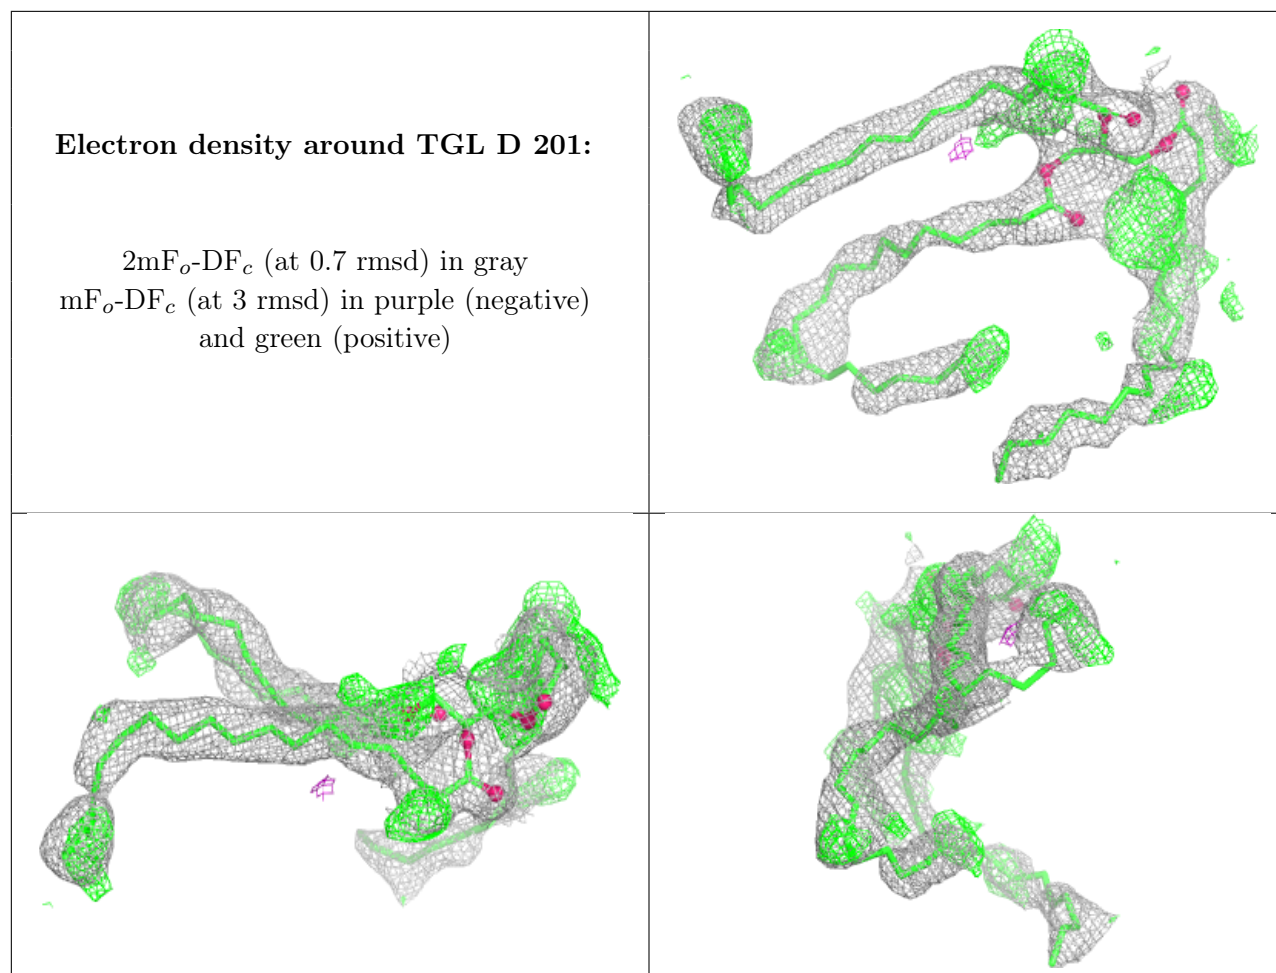 Electron density around TGL D 201:
2mFₒ-DF𝒸 (at 0.7 rmsd) in gray
mFₒ-DF𝒸 (at 3 rmsd) in purple (negative)
and green (positive)